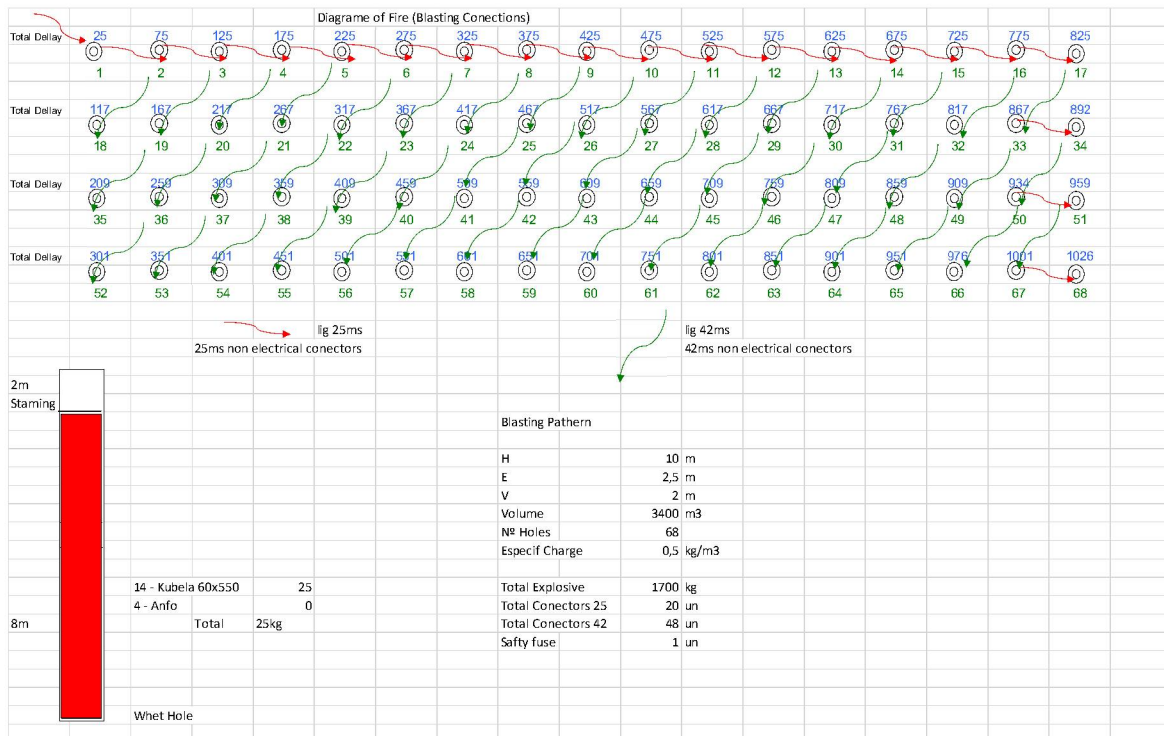 Diagrame of Fire (Blasting Conections)
Total Dellay 25 75 125 175 225 275 325 375 425 475 525 575 625 675 725 775 825
1 2 3 4 5 6 7 8 9 10 11 12 13 14 15 16 17
Total Dellay 117 167 217 267 317 367 417 467 517 567 617 667 717 767 817 867 892
18 19 20 21 22 23 24 25 26 27 28 29 30 31 32 33 34
Total Dellay 209 259 309 359 409 459 509 559 609 659 709 759 809 859 909 934 959
35 36 37 38 39 40 41 42 43 44 45 46 47 48 49 50 51
Total Dellay 301 351 401 451 501 551 601 651 701 751 801 851 901 951 976 1001 1026
52 53 54 55 56 57 58 59 60 61 62 63 64 65 66 67 68
lig 25ms
25ms non electrical conectors
lig 42ms
42ms non electrical conectors
2m
Staming
8m
14 - Kubela 60x550 25
4 - Anfo 0
Total 25kg
Whet Hole
Blasting Pathern
H 10 m
E 2,5 m
V 2 m
Volume 3400 m3
Nº Holes 68
Especif Charge 0,5 kg/m3
Total Explosive 1700 kg
Total Conectors 25 20 un
Total Conectors 42 48 un
Safty fuse 1 un